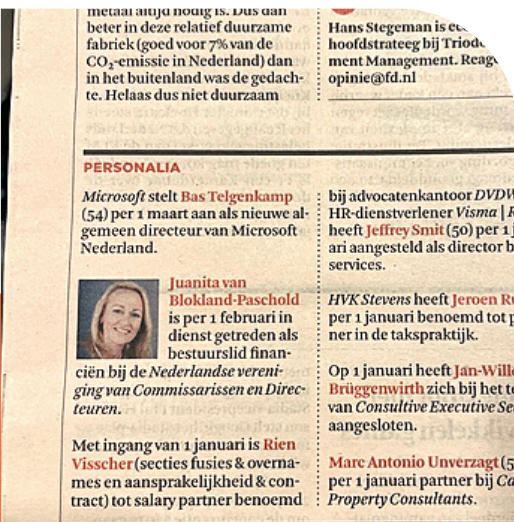 metaal altijd nodig is. Dus dan
beter in deze relatief duurzame
fabriek (goed voor 7% van de
CO₂-emissie in Nederland) dan
in het buitenland was de gedach-
te. Helaas dus niet duurzaam
Hans Stegeman is
hoofdstrateeg bij Triodo
ment Management. Reag
opinie@fd.nl
PERSONALIA
Microsoft stelt Bas Telgenkamp
(54) per 1 maart aan als nieuwe al-
gemeen directeur van Microsoft
Nederland.
Juanita van
Blokland-Paschold
is per 1 februari in
dienst getreden als
bestuurslid finan-
ciën bij de Nederlandse vereni-
ging van Commissarissen en Direc-
teuren.
Met ingang van 1 januari is Rien
Visscher (secties fusies & overna-
mes en aansprakelijkheid & con-
tract) tot salary partner benoemd
bij advocatenkantoor DVDW
HR-dienstverlener Visma |
heeft Jeffrey Smit (50) per 1 j
ari aangesteld als director b
services.
HVK Stevens heeft Jeroen Ru
per 1 januari benoemd tot p
ner in de takspraktijk.
Op 1 januari heeft Jan-Wille
Brüggenwirth zich bij het te
van Consultive Executive Se
aangesloten.
Marc Antonio Unverzagt (5
per 1 januari partner bij Ca
Property Consultants.